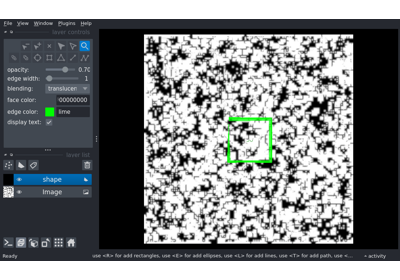 File View Window Plugins Help
layer controls
opacity: 0.70
edge width: 1
blending: translucen
face color: 00000000
edge color: lime
display text:
layer list
shape
Image
Ready use <R> for add rectangles, use <E> for add ellipses, use <L> for add lines, use <T> for add path, use <... activity